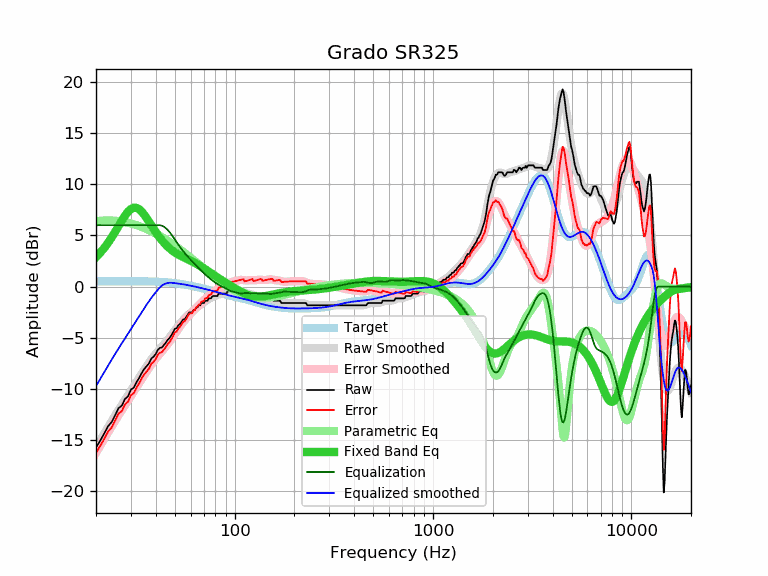 Grado SR325
Amplitude (dBr)
20
15
10
5
0
−5
−10
−15
−20
Target
Raw Smoothed
Error Smoothed
Raw
Error
Parametric Eq
Fixed Band Eq
Equalization
Equalized smoothed
100 1000 10000
Frequency (Hz)